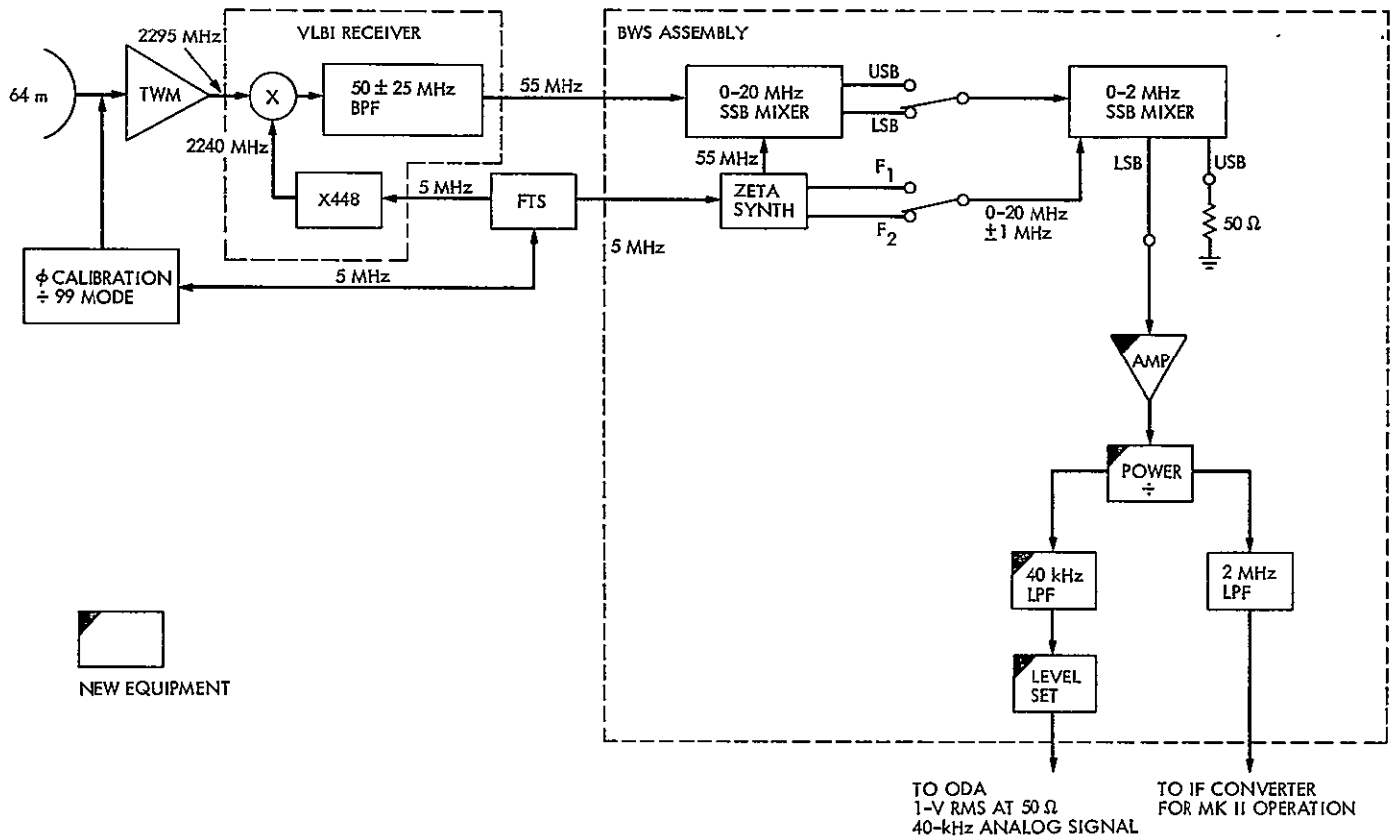 2295 MHz
VLBI RECEIVER
BWS ASSEMBLY
64 m
TWM
X
50 ± 25 MHz
BPF
55 MHz
0-20 MHz
SSB MIXER
USB
LSB
0-2 MHz
SSB MIXER
2240 MHz
55 MHz
LSB
USB
X448
5 MHz
FTS
ZETA
SYNTH
F1
F2
0-20 MHz
±1 MHz
50 Ω
5 MHz
ϕ CALIBRATION
÷ 99 MODE
5 MHz
AMP
POWER
÷
40 kHz
LPF
2 MHz
LPF
LEVEL
SET
NEW EQUIPMENT
TO ODA
1-V RMS AT 50 Ω
40-kHz ANALOG SIGNAL
TO IF CONVERTER
FOR MK II OPERATION